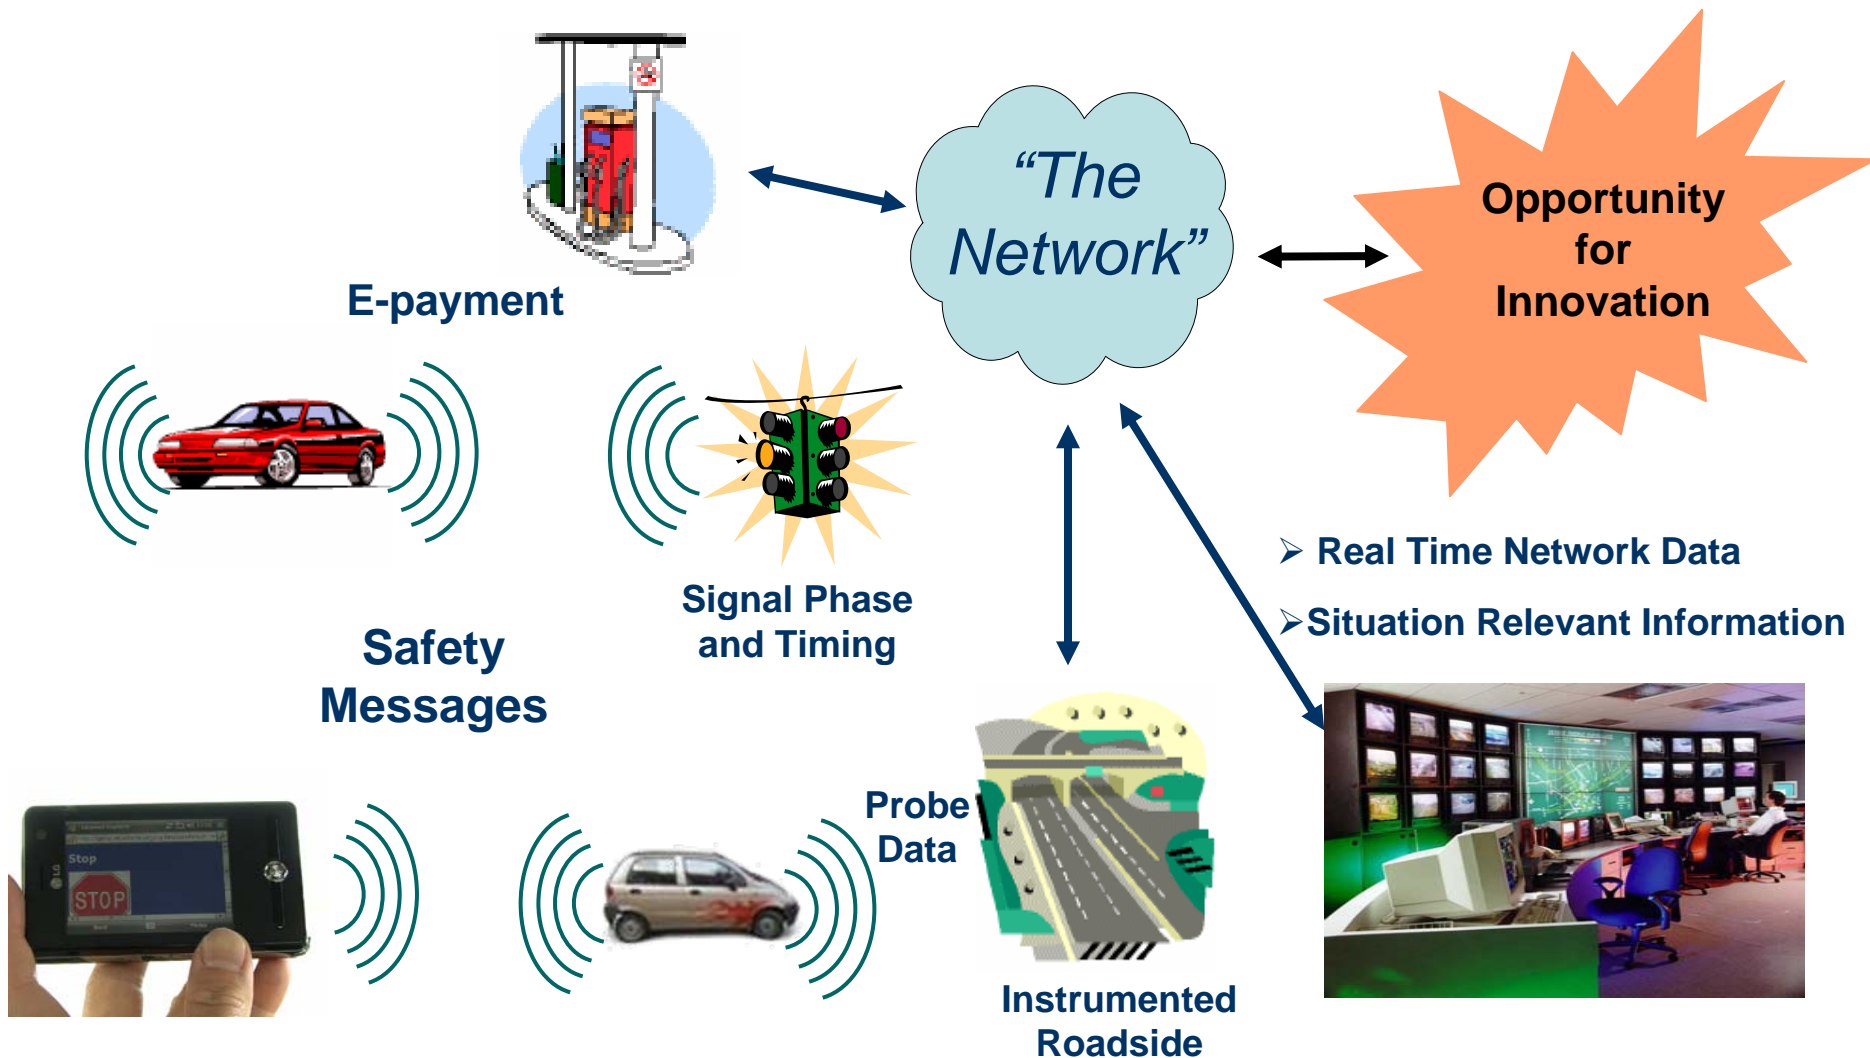 “The
Network”
Opportunity
for
Innovation
E-payment
Signal Phase
and Timing
➢ Real Time Network Data
➢Situation Relevant Information
Safety
Messages
Probe
Data
Stop
STOP
LG
Instrumented
Roadside